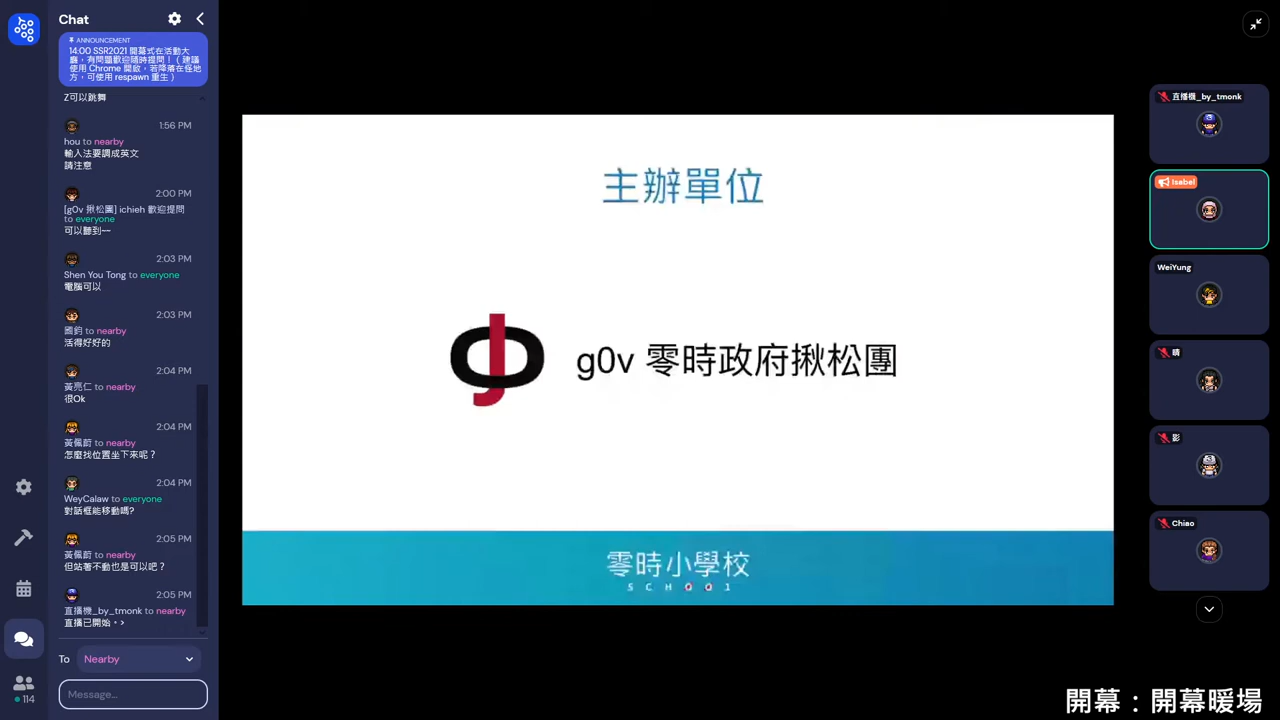 Chat
ANNOUNCEMENT
14:00 SSR2021 開幕式在活動大
廳，有問題歡迎隨時提問！（建議
使用 Chrome 開啟，若降落在怪地
方，可使用 respawn 重生）
Z可以跳舞
1:56 PM
hou to nearby
輸入法要調成英文
請注意
2:00 PM
[g0v 揪松團] ichieh 歡迎提問
to everyone
可以聽到~~
2:03 PM
Shen You Tong to everyone
電腦可以
2:03 PM
國鈞 to nearby
活得好好的
2:04 PM
黃亮仁 to nearby
很Ok
2:04 PM
黃佩蔚 to nearby
怎麼找位置坐下來呢？
2:04 PM
WeyCalaw to everyone
對話框能移動嗎?
2:05 PM
黃佩蔚 to nearby
但站著不動也是可以吧？
2:05 PM
直播機_by_tmonk to nearby
直播已開始。>
To Nearby
Message...
114
主辦單位
g0v 零時政府揪松團
零時小學校
SCH001
直播機_by_tmonk
Isabel
WeiYung
晴
影
Chiao
開幕：開幕暖場